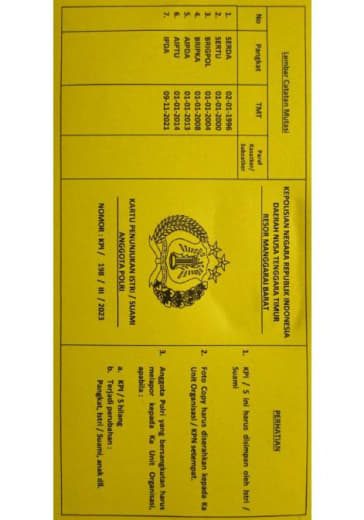 Lembar Catatan Mutasi
No Pangkat TMT Paraf Kasatker/ Subsatker
1. SERDA 02-01-1996
2. SERTU 01-01-2000
3. BRIGPOL 01-01-2004
4. BRIPKA 01-01-2008
5. AIPDA 01-01-2013
6. AIPTU 01-01-2014
7. IPDA 09-11-2021
KEPOLISIAN NEGARA REPUBLIK INDONESIA
DAERAH NUSA TENGGARA TIMUR
RESOR MANGGARAI BARAT
KARTU PENUNJUKAN ISTRI / SUAMI
ANGGOTA POLRI
NOMOR : KPI / 198 / III / 2023
PERHATIAN
1. KPI / S ini harus disimpan oleh Istri /
Suami
2. Foto Copy harus diserahkan kepada Ka
Unit Organisasi / KPN setempat.
3. Anggota Polri yang bersangkutan harus
melapor kepada Ka Unit Organisasi,
apabila :
a. KPI / S hilang
b. Terjadi perubahan :
Pangkat, Istri / Suami, anak dll.